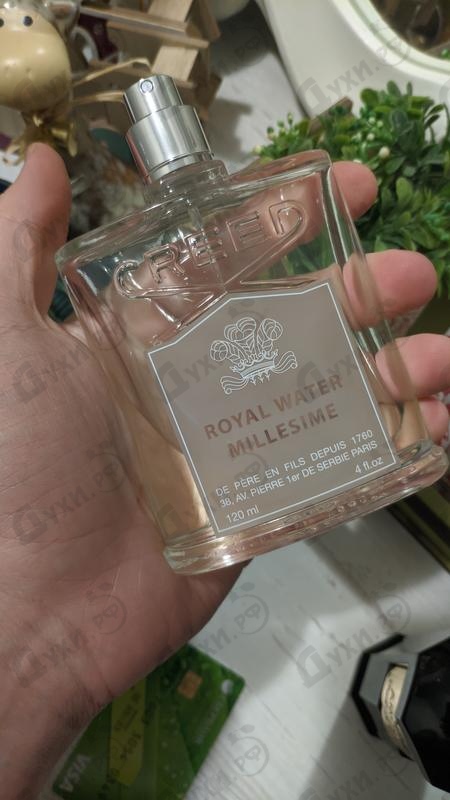 CREED
ROYAL WATER
MILLESIME
DE PÈRE EN FILS DEPUIS 1760
38, AV. PIERRE 1er DE SERBIE PARIS
120 ml
4 fl.oz
VISA
Духи.рф